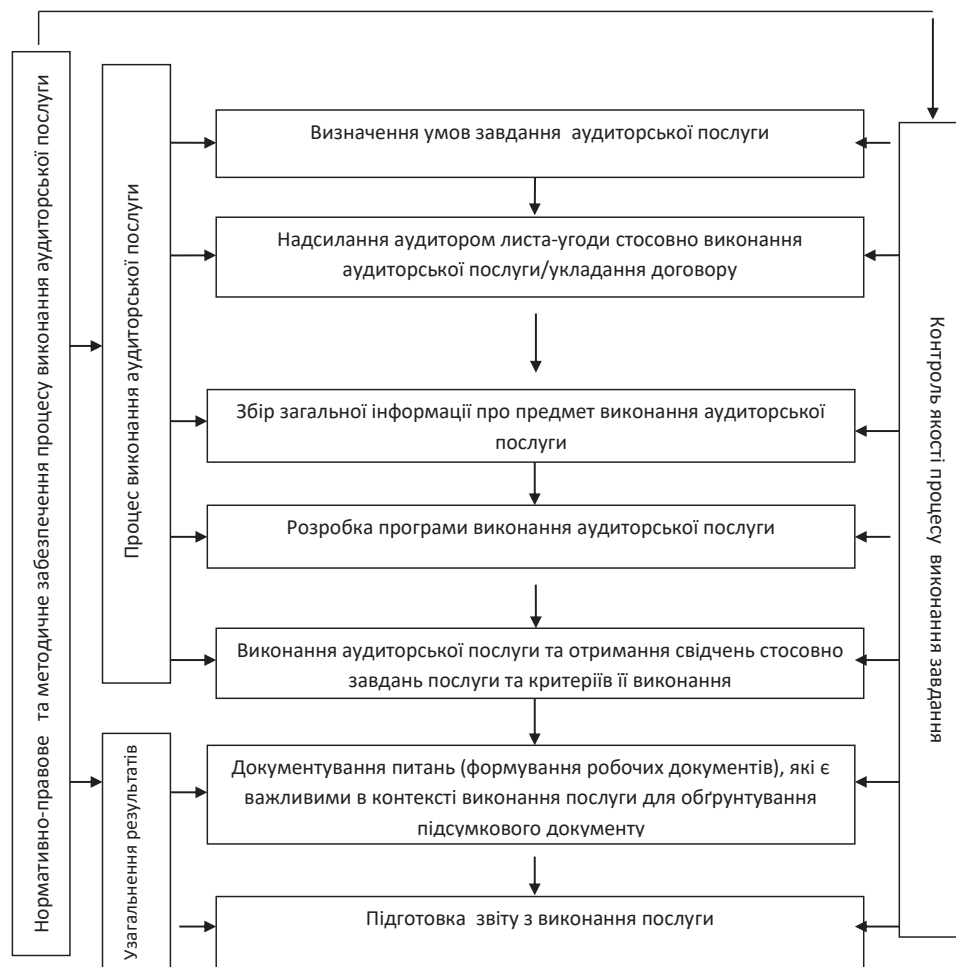 Нормативно-правове та методичне забезпечення процесу виконання аудиторської послуги
Процес виконання аудиторської послуги
Визначення умов завдання аудиторської послуги
Надсилання аудитором листа-угоди стосовно виконання
аудиторської послуги/укладання договору
Збір загальної інформації про предмет виконання аудиторської
послуги
Розробка програми виконання аудиторської послуги
Виконання аудиторської послуги та отримання свідчень стосовно
завдань послуги та критеріїв її виконання
Узагальнення результатів
Документування питань (формування робочих документів), які є
важливими в контексті виконання послуги для обґрунтування
підсумкового документу
Підготовка звіту з виконання послуги
Контроль якості процесу виконання завдання